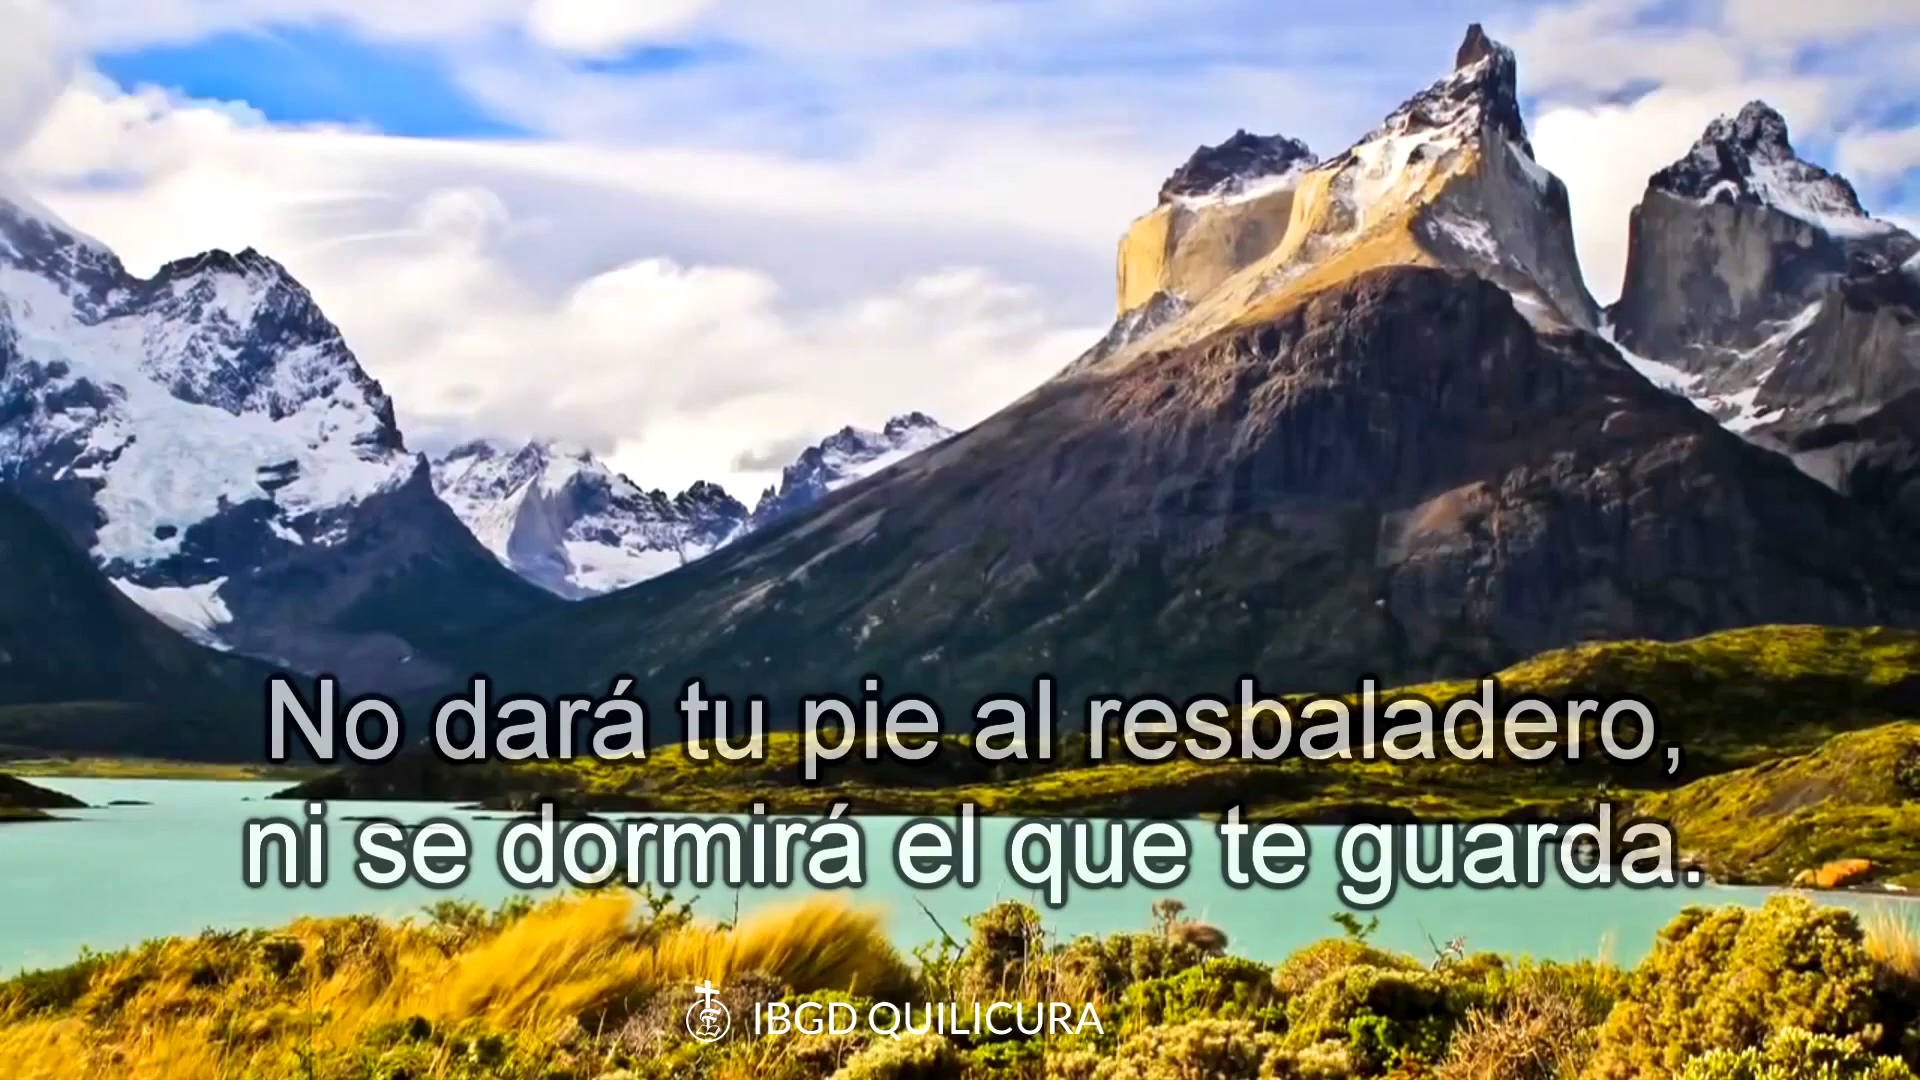 No dará tu pie al resbaladero,
ni se dormirá el que te guarda.
IBGD QUILICURA